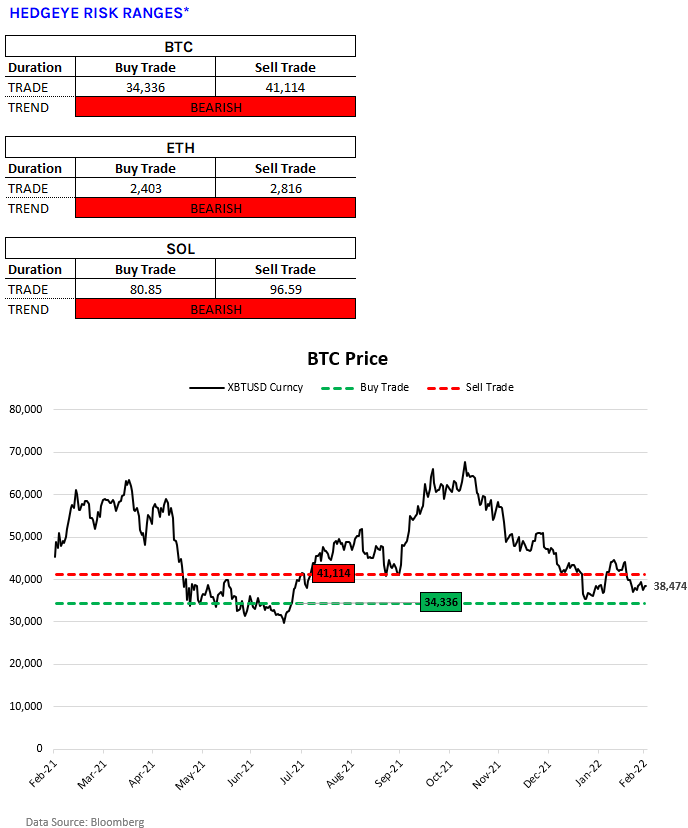 HEDGEYE RISK RANGES*
BTC
Duration Buy Trade Sell Trade
TRADE 34,336 41,114
TREND BEARISH
ETH
Duration Buy Trade Sell Trade
TRADE 2,403 2,816
TREND BEARISH
SOL
Duration Buy Trade Sell Trade
TRADE 80.85 96.59
TREND BEARISH
BTC Price
XBTUSD Curncy Buy Trade Sell Trade
80,000
70,000
60,000
50,000
40,000
30,000
20,000
10,000
0
41,114
38,474
34,336
Feb-21 Mar-21 Apr-21 May-21 Jun-21 Jul-21 Aug-21 Sep-21 Oct-21 Nov-21 Dec-21 Jan-22 Feb-22
Data Source: Bloomberg